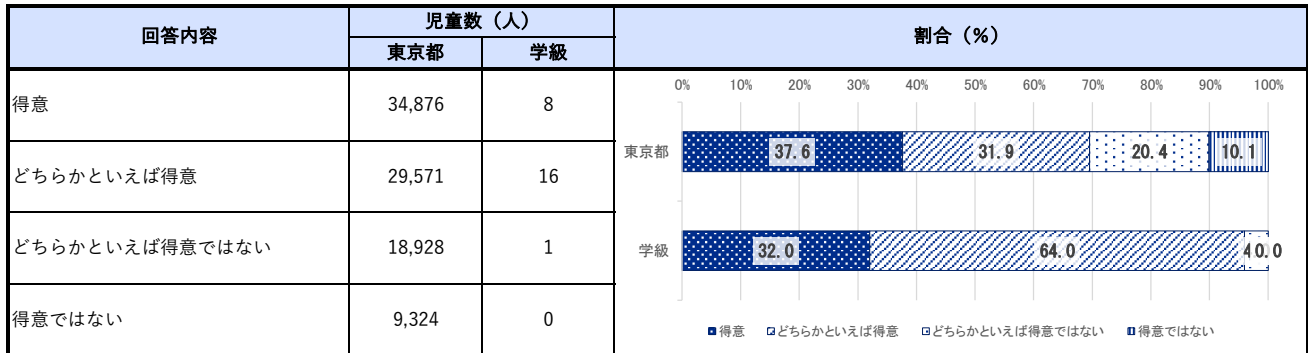 回答内容 児童数（人） 割合（％）
東京都 学級
得意 34,876 8
どちらかといえば得意 29,571 16
どちらかといえば得意ではない 18,928 1
得意ではない 9,324 0
0% 10% 20% 30% 40% 50% 60% 70% 80% 90% 100%
東京都 37.6 31.9 20.4 10.1
学級 32.0 64.0 4 0.0
得意 どちらかといえば得意 どちらかといえば得意ではない 得意ではない